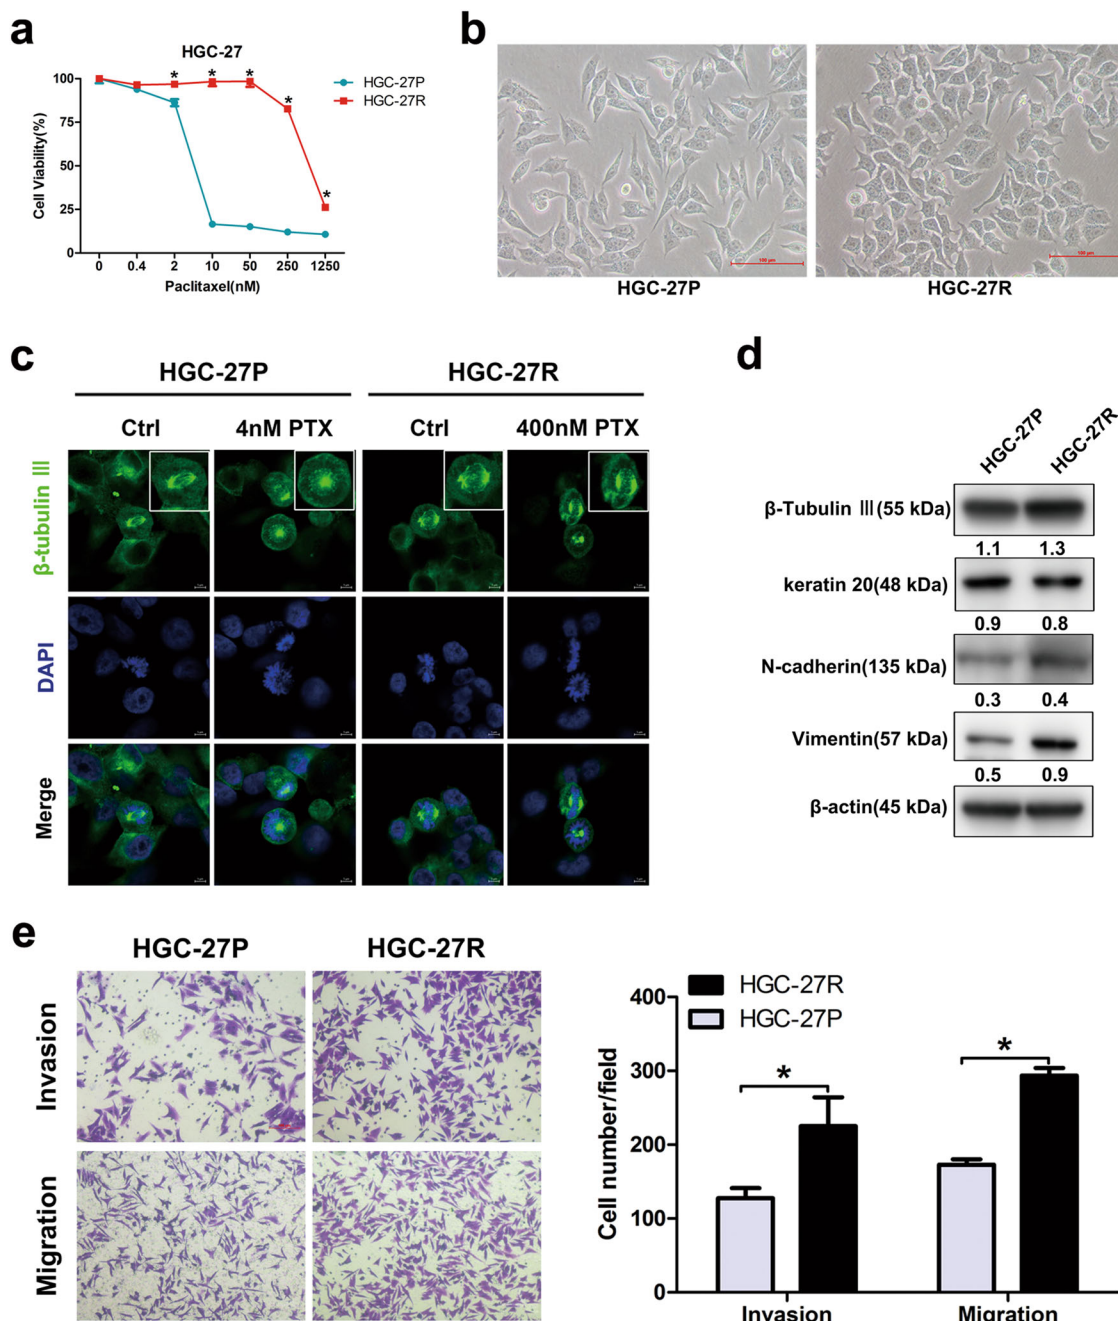 a
HGC-27
100
75
50
25
0
Cell Viability(%)
0 0.4 2 10 50 250 1250
Paclitaxel(nM)
* * * * *
HGC-27P
HGC-27R
b
100 μm
100 μm
HGC-27P
HGC-27R
c
HGC-27P
HGC-27R
Ctrl
4nM PTX
Ctrl
400nM PTX
β-tubulin III
DAPI
Merge
d
HGC-27P
HGC-27R
β-Tubulin III(55 kDa)
1.1 1.3
keratin 20(48 kDa)
0.9 0.8
N-cadherin(135 kDa)
0.3 0.4
Vimentin(57 kDa)
0.5 0.9
β-actin(45 kDa)
e
HGC-27P
HGC-27R
Invasion
Migration
HGC-27R
HGC-27P
400
300
200
100
0
Cell number/field
* *
Invasion
Migration